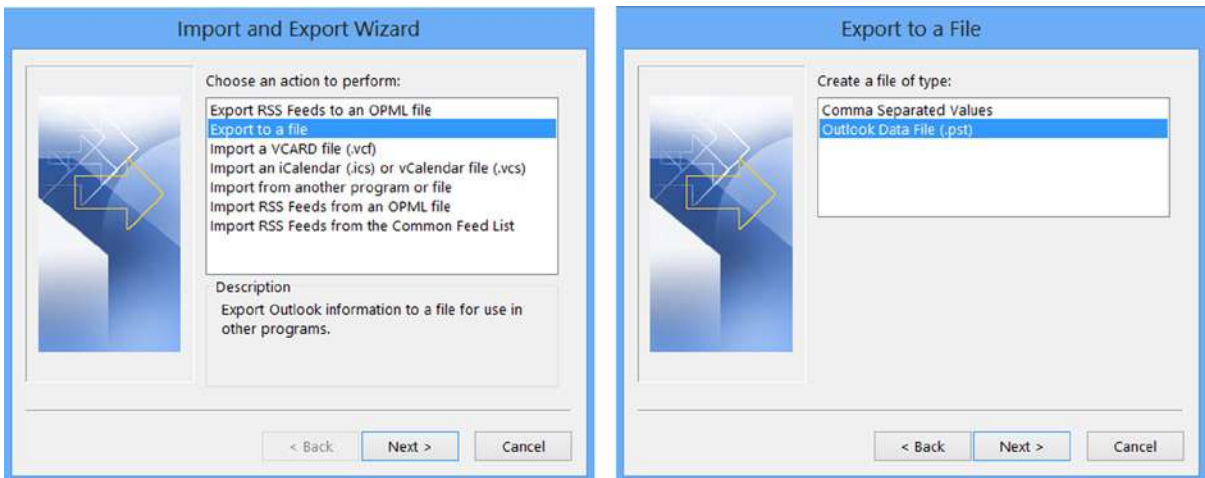 Import and Export Wizard
Choose an action to perform:
Export RSS Feeds to an OPML file
Export to a file
Import a VCARD file (.vcf)
Import an iCalendar (.ics) or vCalendar file (.vcs)
Import from another program or file
Import RSS Feeds from an OPML file
Import RSS Feeds from the Common Feed List
Description
Export Outlook information to a file for use in
other programs.
< Back
Next >
Cancel
Export to a File
Create a file of type:
Comma Separated Values
Outlook Data File (.pst)
< Back
Next >
Cancel